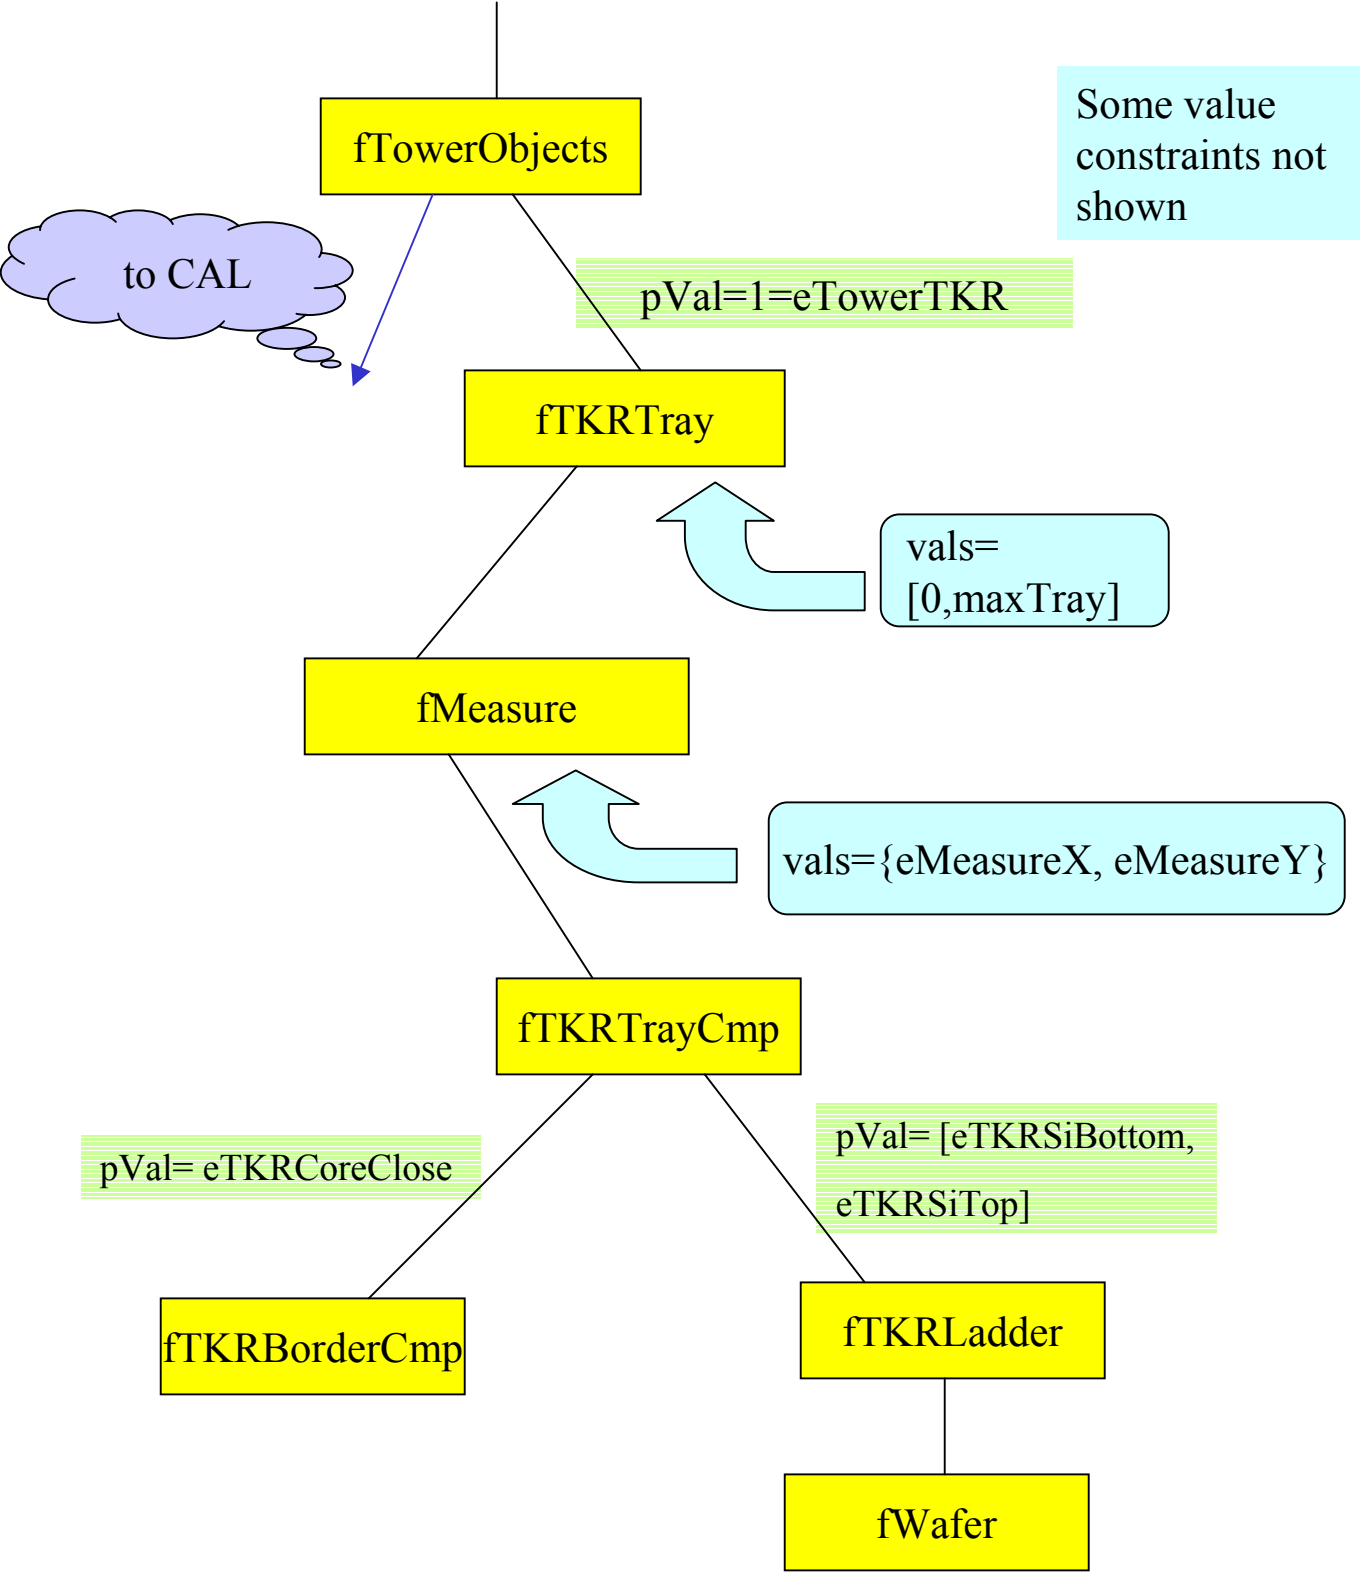 fTowerObjects
Some value
constraints not
shown
to CAL
pVal=1=eTowerTKR
fTKRTray
vals=
[0,maxTray]
fMeasure
vals={eMeasureX, eMeasureY}
fTKRTrayCmp
pVal= eTKRCoreClose
pVal= [eTKRSiBottom,
eTKRSiTop]
fTKRBorderCmp
fTKRLadder
fWafer